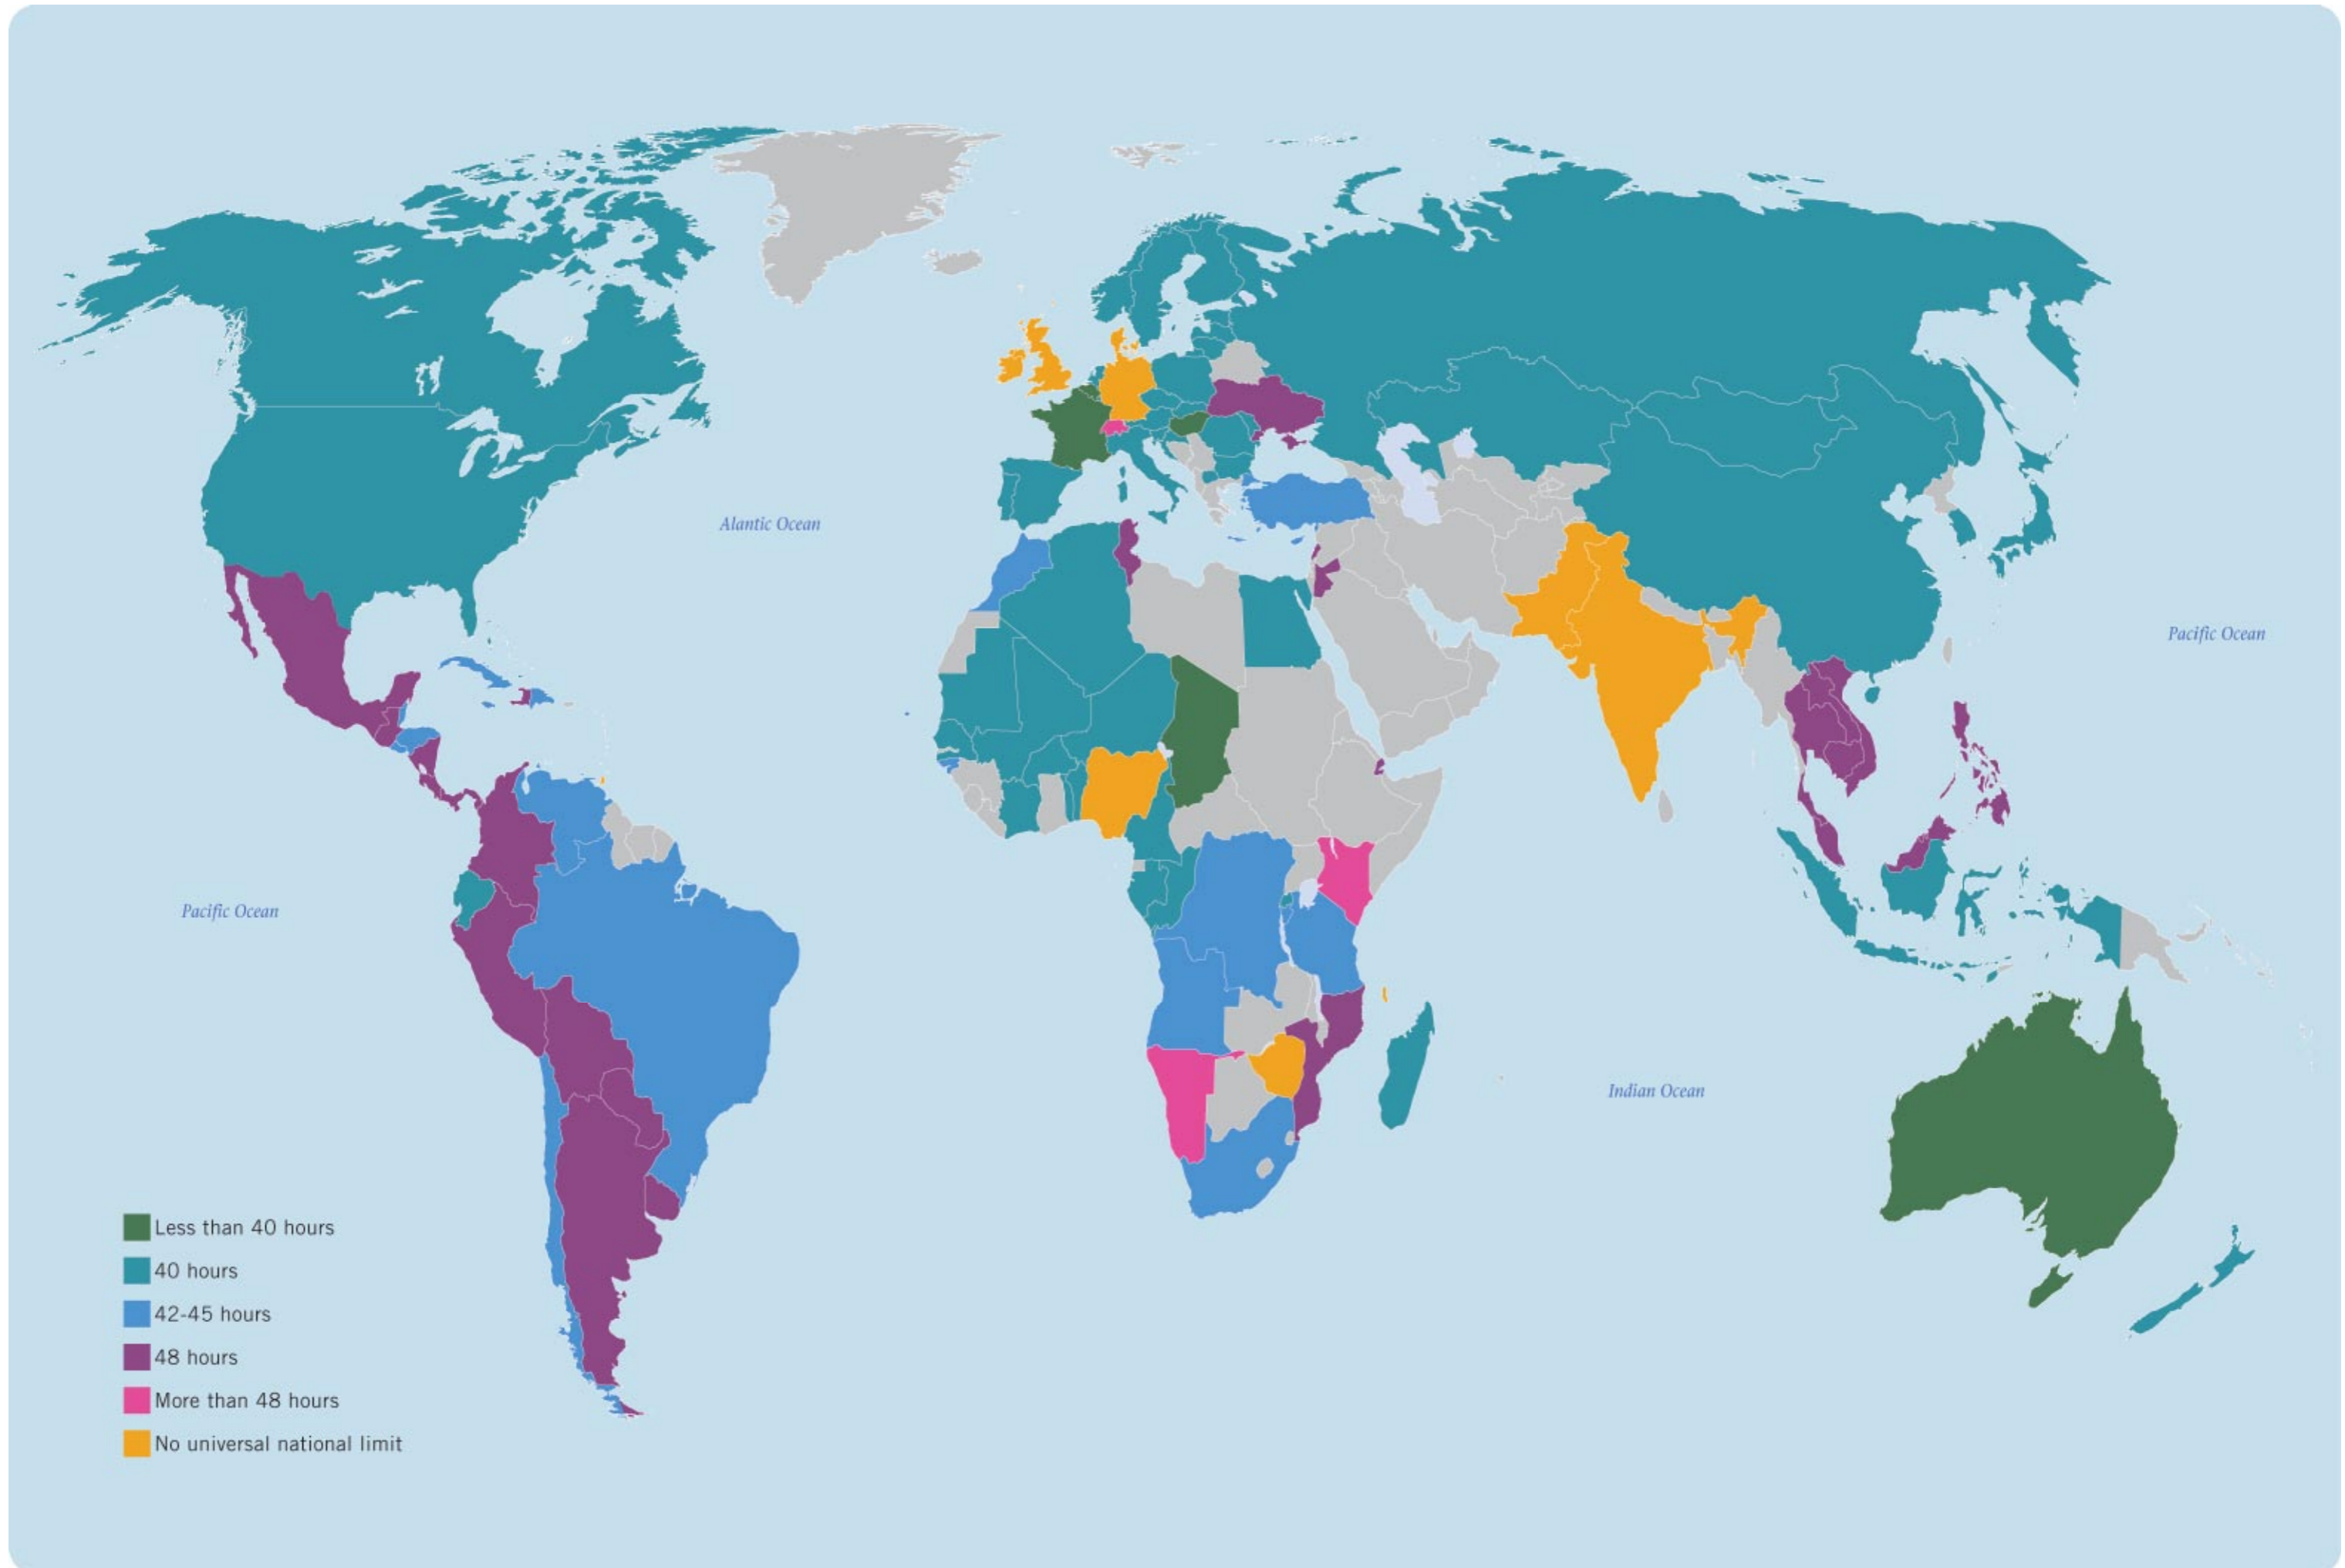 Alantic Ocean
Pacific Ocean
Pacific Ocean
Indian Ocean
Less than 40 hours
40 hours
42-45 hours
48 hours
More than 48 hours
No universal national limit